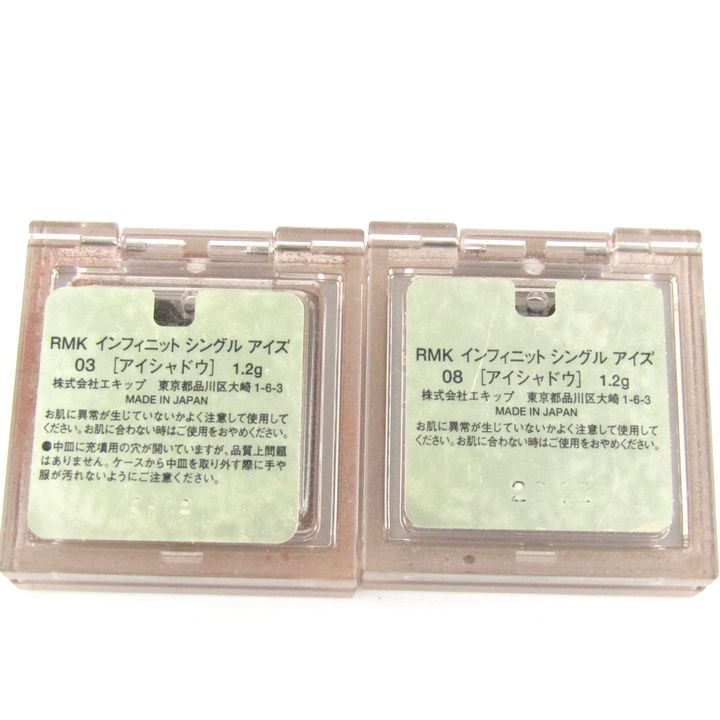 RMK インフィニット シングル アイズ
03 [アイシャドウ] 1.2g
株式会社エキップ 東京都品川区大崎1-6-3
MADE IN JAPAN
お肌に異常が生じていないかよく注意して使用して
ください。お肌に合わない時はご使用をおやめください。
●中皿に充填用の穴が開いていますが、品質上問題
はありません。ケースから中皿を取り外す際に手や
服が汚れないようにご注意ください。
RMK インフィニット シングル アイズ
08 [アイシャドウ] 1.2g
株式会社エキップ 東京都品川区大崎1-6-3
MADE IN JAPAN
お肌に異常が生じていないかよく注意して使用して
ください。お肌に合わない時はご使用をおやめください。